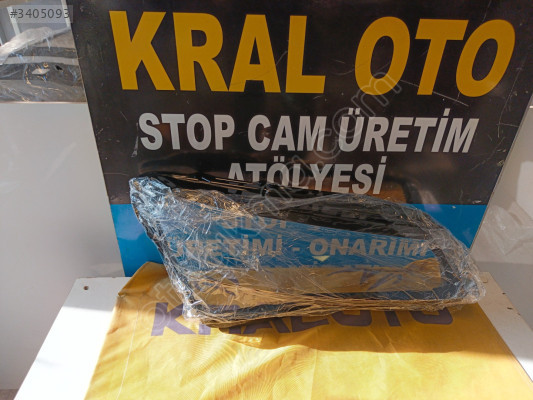 #3405093
KRAL OTO
STOP CAM ÜRETİM
ATÖLYESİ
ÜRETİMİ - ONARIMI
KRAL OTO